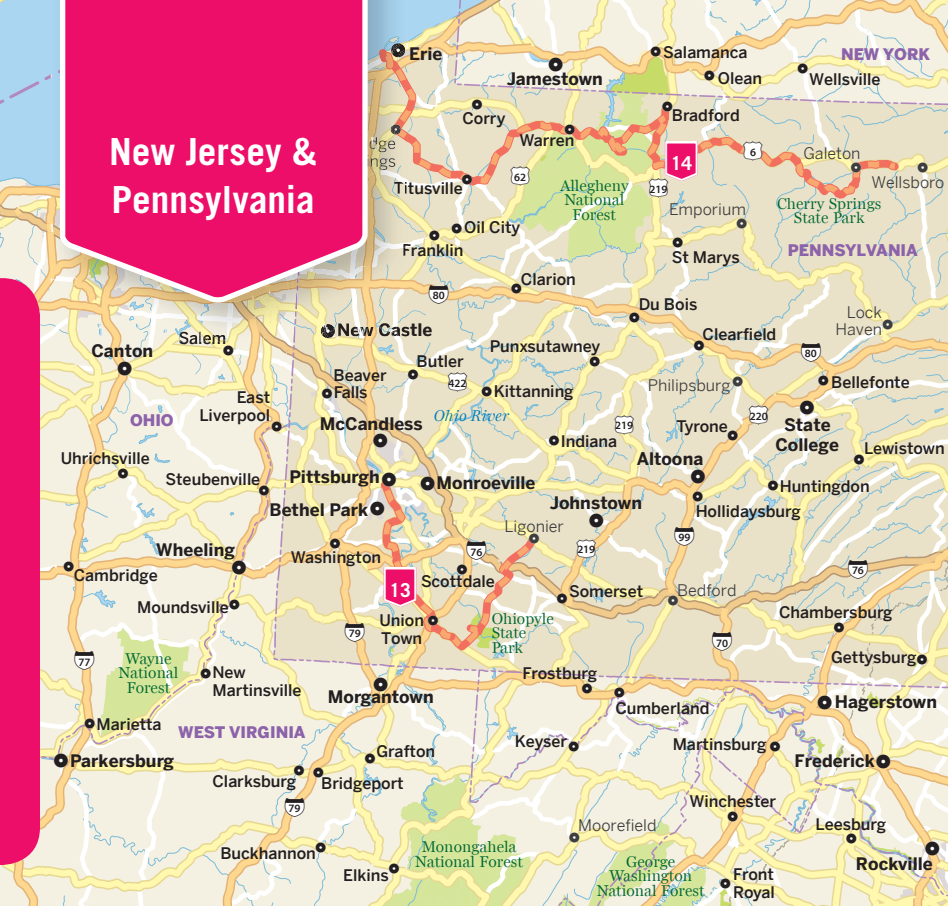 New Jersey &
Pennsylvania
Erie
Salamanca
NEW YORK
Jamestown
Olean
Wellsville
Corry
Bradford
dge
ngs
Warren
14
6
Galeton
Titusville
62
Wellsboro
Allegheny
National
Forest
219
Cherry Springs
State Park
Emporium
Oil City
Franklin
St Marys
PENNSYLVANIA
Clarion
80
Du Bois
Lock
Haven
New Castle
Salem
Canton
Punxsutawney
Clearfield
80
Butler
Beaver
Falls
422
Kittanning
Philipsburg
Bellefonte
East
Liverpool
OHIO
Ohio River
McCandless
219
220
State
College
Tyrone
Indiana
Uhrichsville
Altoona
Lewistown
Steubenville
Pittsburgh
Monroeville
Huntingdon
Bethel Park
Johnstown
Hollidaysburg
Ligonier
99
Wheeling
Washington
76
219
Cambridge
Scottdale
76
13
Somerset
Bedford
Moundsville
Union
Town
Ohiopyle
State
Park
Chambersburg
79
70
77
Wayne
National
Forest
Gettysburg
New
Martinsville
Frostburg
Morgantown
Cumberland
Hagerstown
Marietta
WEST VIRGINIA
Keyser
Martinsburg
Grafton
Parkersburg
Frederick
Clarksburg
Bridgeport
79
Winchester
Moorefield
Leesburg
Buckhannon
Monongahela
National Forest
Rockville
Elkins
George
Washington
National Forest
Front
Royal